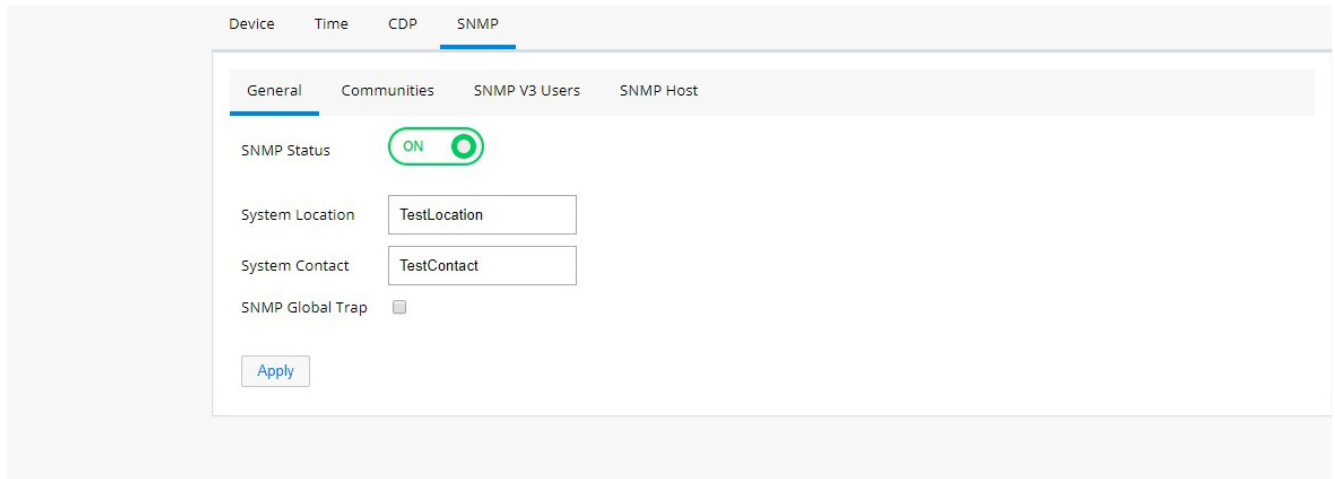 Device Time CDP SNMP
General Communities SNMP V3 Users SNMP Host
SNMP Status ON
System Location TestLocation
System Contact TestContact
SNMP Global Trap
Apply